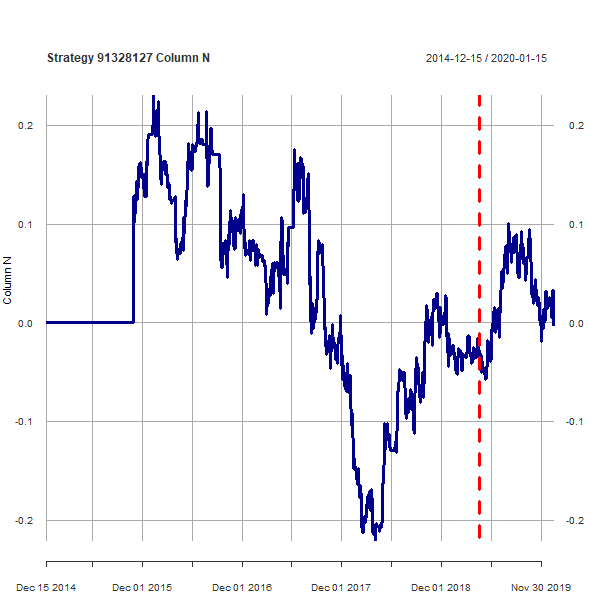 Strategy 91328127 Column N
2014-12-15 / 2020-01-15
0.2
0.2
0.1
0.1
Column N
0.0
0.0
-0.1
-0.1
-0.2
-0.2
Dec 15 2014
Dec 01 2015
Dec 01 2016
Dec 01 2017
Dec 01 2018
Nov 30 2019